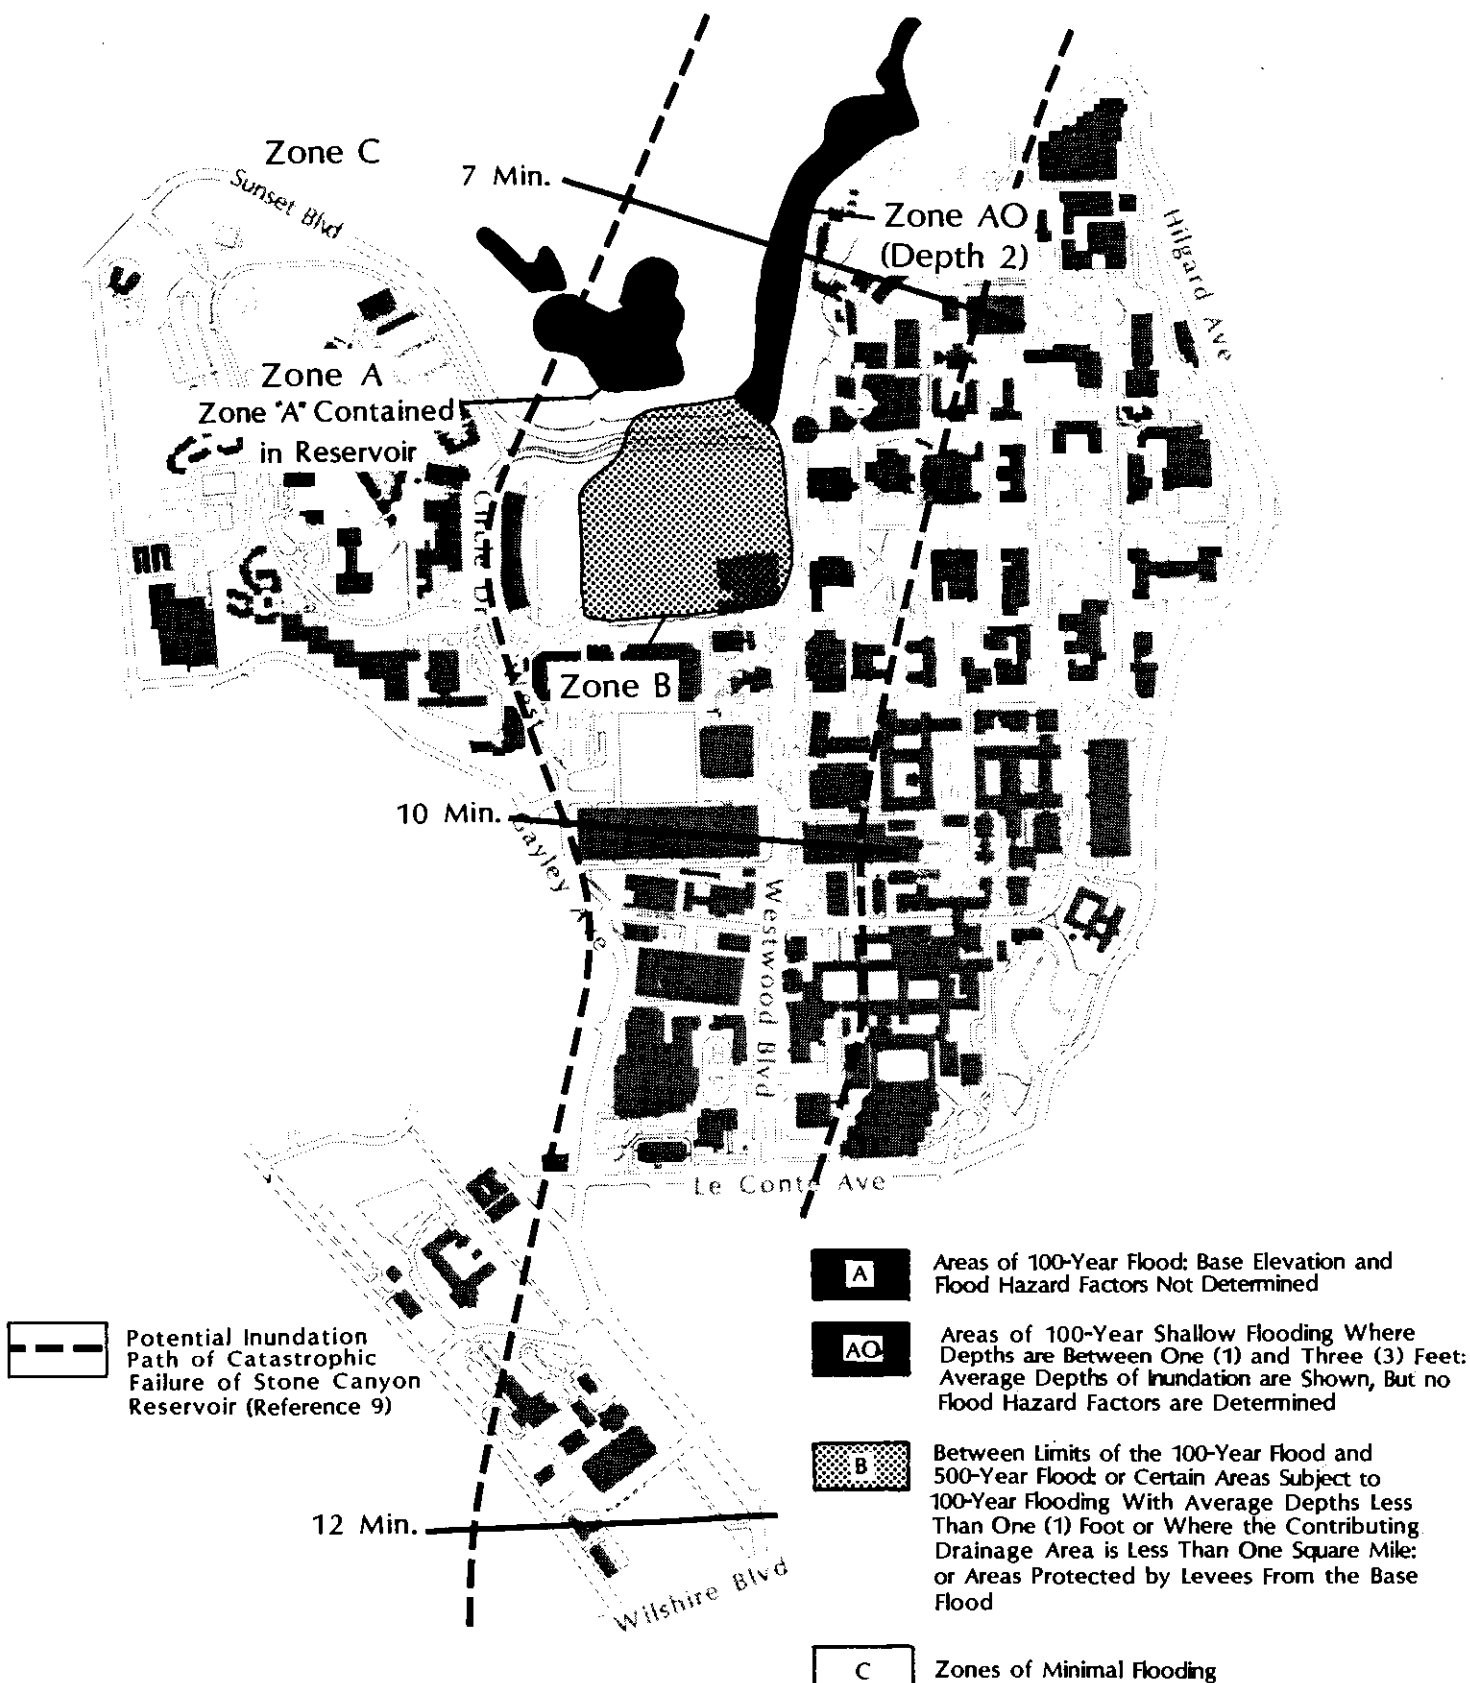 Zone C
Sunset Blvd
7 Min.
Zone AO
(Depth 2)
Hilgard Ave
Zone A
Zone "A" Contained
in Reservoir
Circle Dr
West
Zone B
10 Min.
Gayley Ave
Westwood Blvd
Le Conte Ave
12 Min.
Wilshire Blvd
Potential Inundation
Path of Catastrophic
Failure of Stone Canyon
Reservoir (Reference 9)
A
Areas of 100-Year Flood: Base Elevation and
Flood Hazard Factors Not Determined
AO
Areas of 100-Year Shallow Flooding Where
Depths are Between One (1) and Three (3) Feet:
Average Depths of Inundation are Shown, But no
Flood Hazard Factors are Determined
B
Between Limits of the 100-Year Flood and
500-Year Flood: or Certain Areas Subject to
100-Year Flooding With Average Depths Less
Than One (1) Foot or Where the Contributing
Drainage Area is Less Than One Square Mile:
or Areas Protected by Levees From the Base
Flood
C
Zones of Minimal Flooding